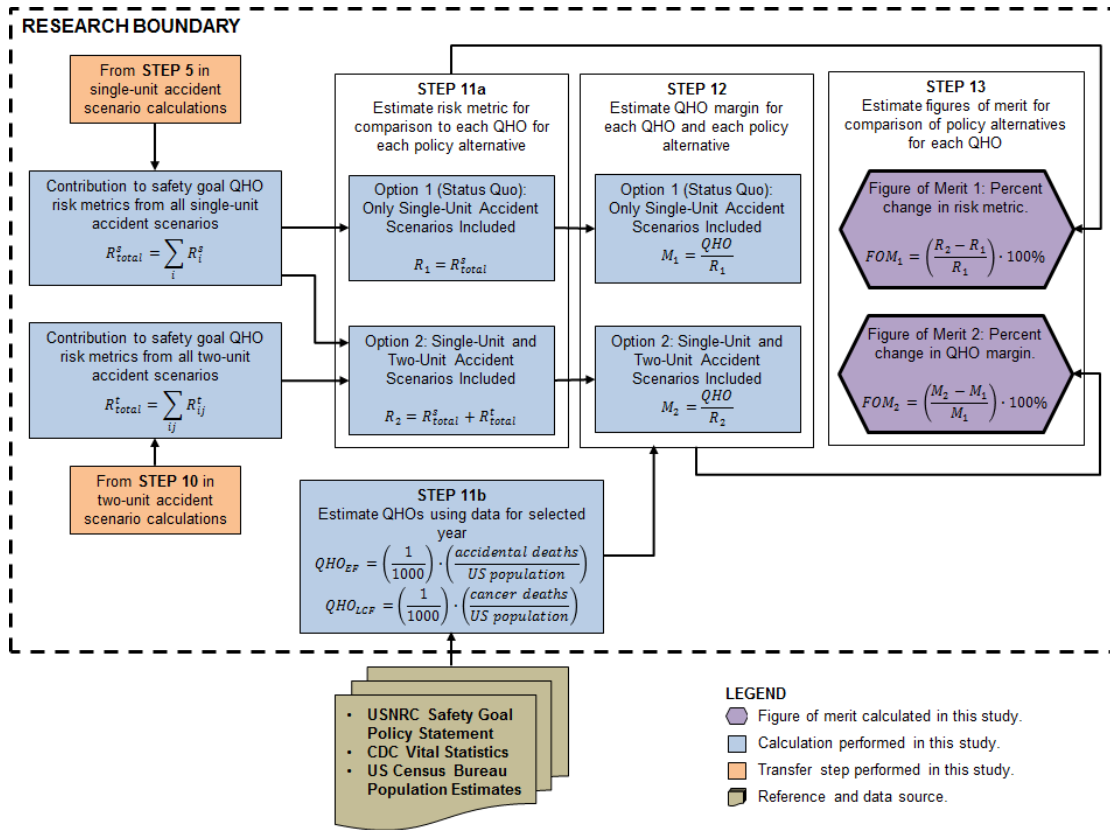 RESEARCH BOUNDARY
From STEP 5 in
single-unit accident
scenario calculations
Contribution to safety goal QHO
risk metrics from all single-unit
accident scenarios
R^s_total = ∑_i R^s_i
Contribution to safety goal QHO
risk metrics from all two-unit
accident scenarios
R^t_total = ∑_ij R^t_ij
From STEP 10 in
two-unit accident
scenario calculations
STEP 11a
Estimate risk metric for
comparison to each QHO for
each policy alternative
Option 1 (Status Quo):
Only Single-Unit Accident
Scenarios Included
R_1 = R^s_total
Option 2: Single-Unit and
Two-Unit Accident
Scenarios Included
R_2 = R^s_total + R^t_total
STEP 12
Estimate QHO margin for
each QHO and each policy
alternative
Option 1 (Status Quo):
Only Single-Unit Accident
Scenarios Included
M_1 = QHO/R_1
Option 2: Single-Unit and
Two-Unit Accident
Scenarios Included
M_2 = QHO/R_2
STEP 13
Estimate figures of merit for
comparison of policy alternatives
for each QHO
Figure of Merit 1: Percent
change in risk metric.
FOM_1 = ((R_2 − R_1)/R_1) · 100%
Figure of Merit 2: Percent
change in QHO margin.
FOM_2 = ((M_2 − M_1)/M_1) · 100%
STEP 11b
Estimate QHOs using data for selected
year
QHO_EF = (1/1000) · (accidental deaths/US population)
QHO_LCF = (1/1000) · (cancer deaths/US population)
• USNRC Safety Goal
Policy Statement
• CDC Vital Statistics
• US Census Bureau
Population Estimates
LEGEND
Figure of merit calculated in this study.
Calculation performed in this study.
Transfer step performed in this study.
Reference and data source.